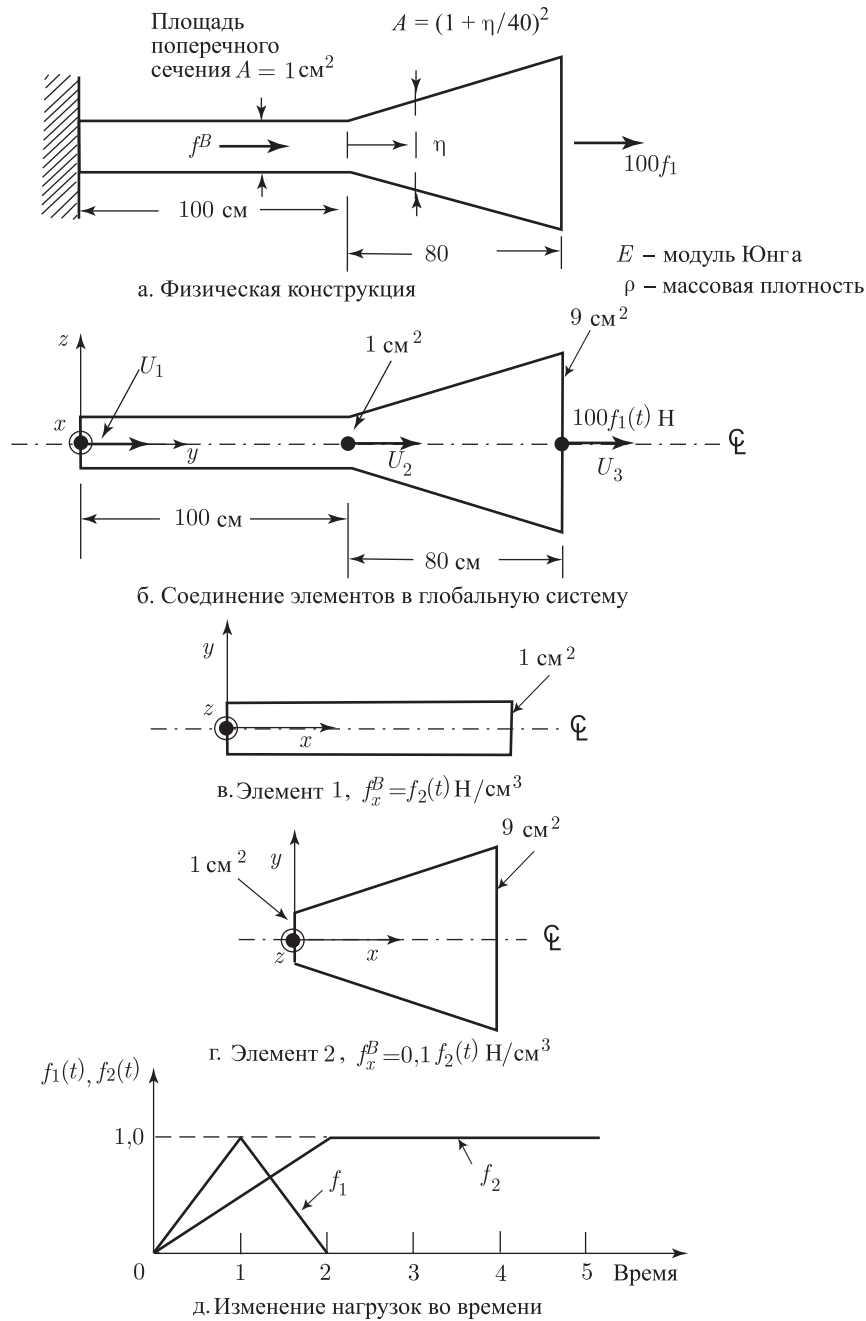 Площадь
поперечного
сечения A = 1 см²
A = (1 + η/40)²
f^B
η
100f₁
100 см
80
E – модуль Юнга
ρ – массовая плотность
а. Физическая конструкция
z
U₁
1 см²
9 см²
x
y
U₂
100f₁(t) Н
U₃
℄
100 см
80 см
б. Соединение элементов в глобальную систему
y
1 см²
z
x
℄
в. Элемент 1, fₓ^B = f₂(t) Н/см³
1 см²
y
9 см²
z
x
℄
г. Элемент 2, fₓ^B = 0,1 f₂(t) Н/см³
f₁(t), f₂(t)
1,0
f₁
f₂
0 1 2 3 4 5 Время
д. Изменение нагрузок во времени